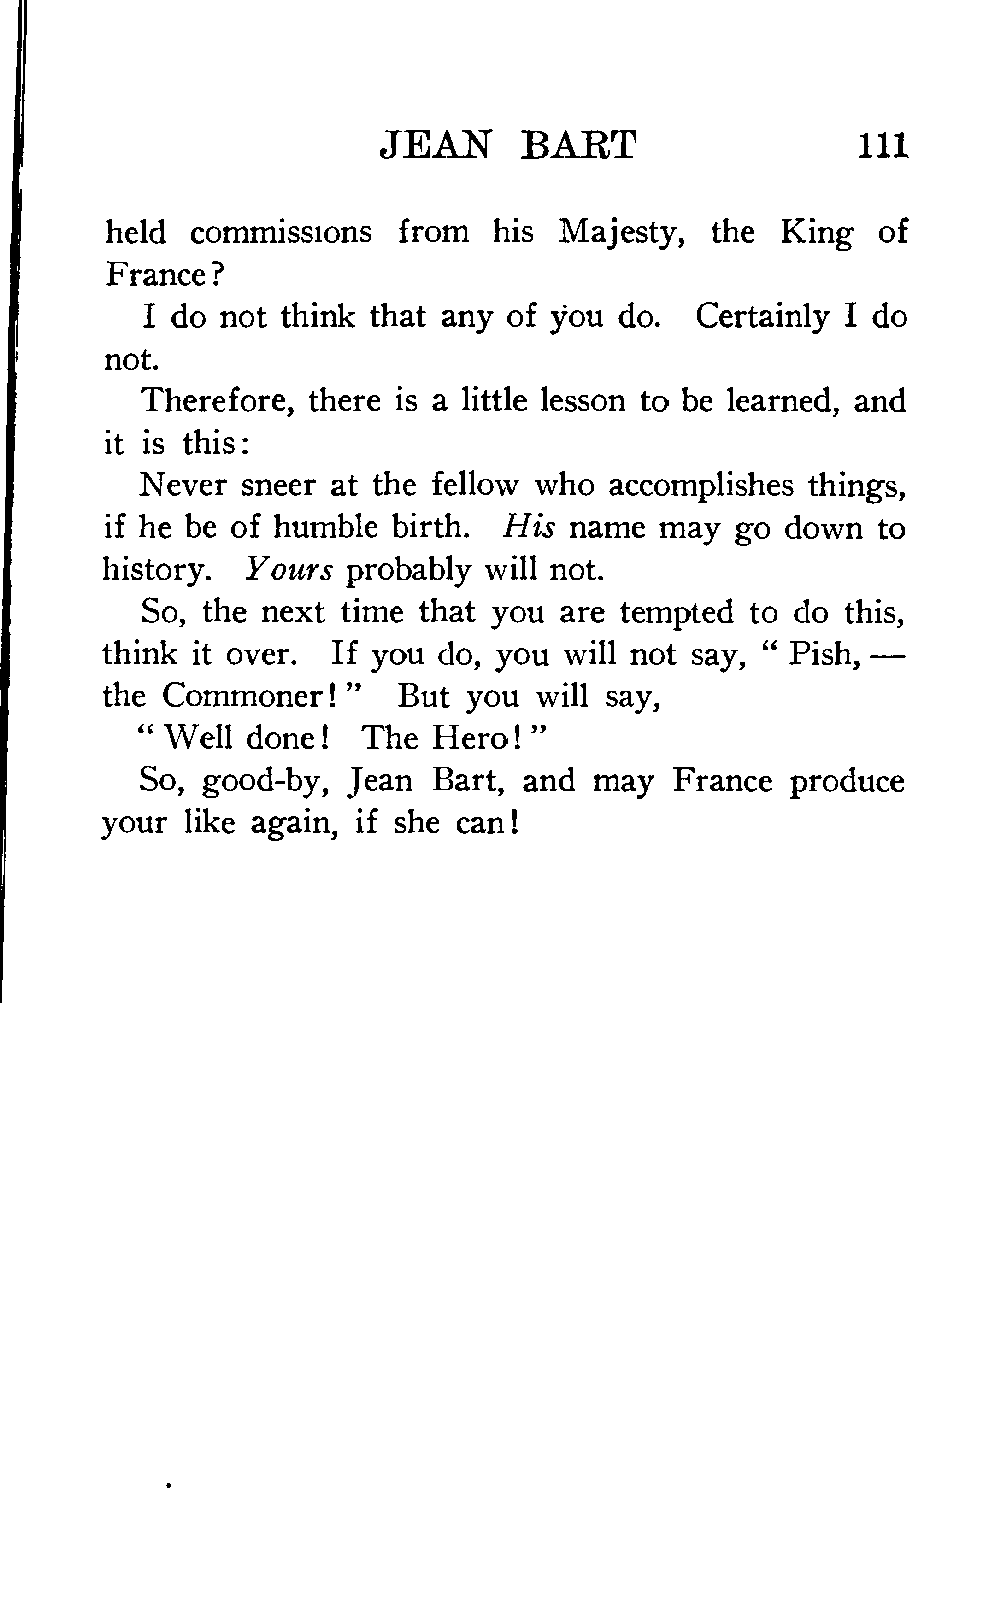 JEAN BART 111
held commissions from his Majesty, the King of
France?
I do not think that any of you do. Certainly I do
not.
Therefore, there is a little lesson to be learned, and
it is this:
Never sneer at the fellow who accomplishes things,
if he be of humble birth. His name may go down to
history. Yours probably will not.
So, the next time that you are tempted to do this,
think it over. If you do, you will not say, “ Pish, —
the Commoner! ” But you will say,
“ Well done! The Hero! ”
So, good-by, Jean Bart, and may France produce
your like again, if she can!